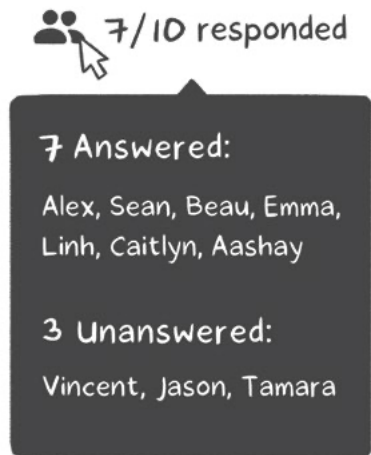 7/10 responded
7 Answered:
Alex, Sean, Beau, Emma,
Linh, Caitlyn, Aashay
3 Unanswered:
Vincent, Jason, Tamara